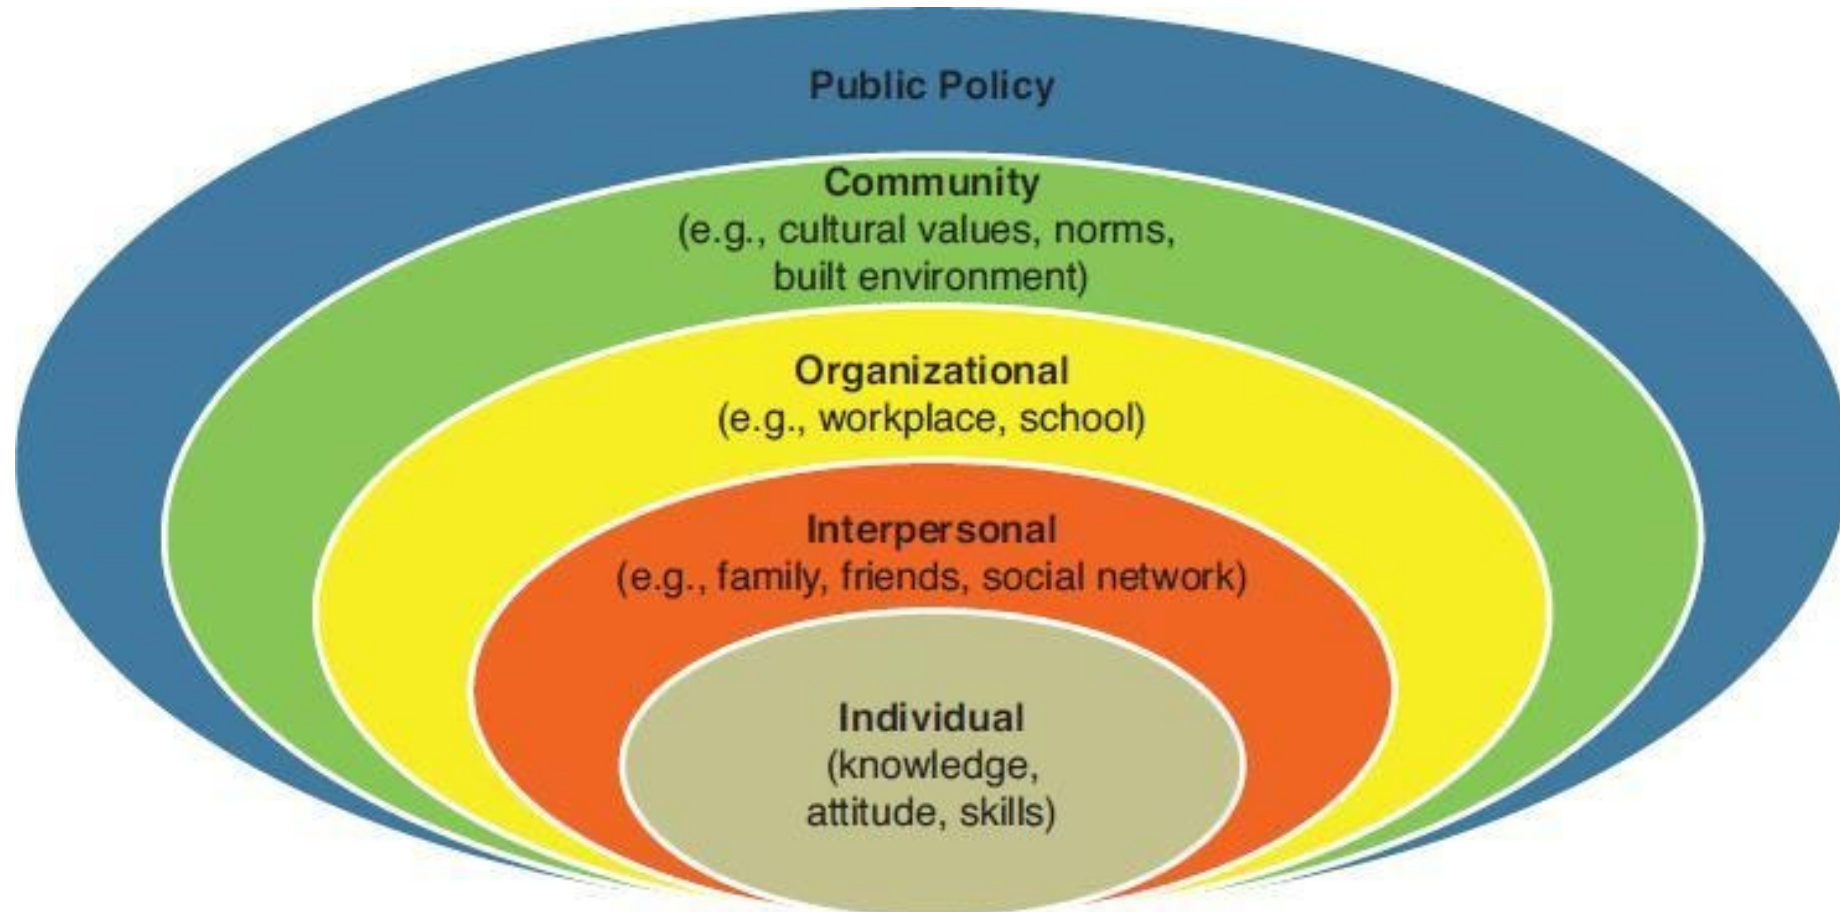 Public Policy
Community
(e.g., cultural values, norms,
built environment)
Organizational
(e.g., workplace, school)
Interpersonal
(e.g., family, friends, social network)
Individual
(knowledge,
attitude, skills)